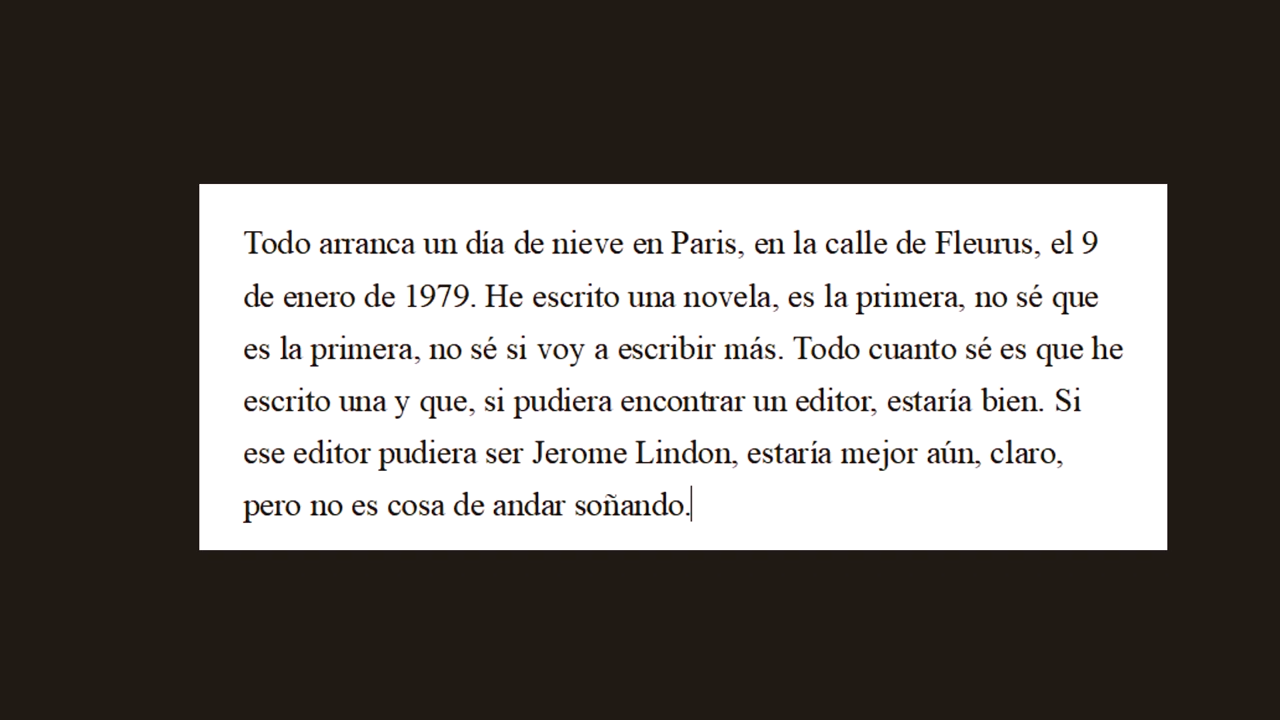 Todo arranca un día de nieve en Paris, en la calle de Fleurus, el 9
de enero de 1979. He escrito una novela, es la primera, no sé que
es la primera, no sé si voy a escribir más. Todo cuanto sé es que he
escrito una y que, si pudiera encontrar un editor, estaría bien. Si
ese editor pudiera ser Jerome Lindon, estaría mejor aún, claro,
pero no es cosa de andar soñando.